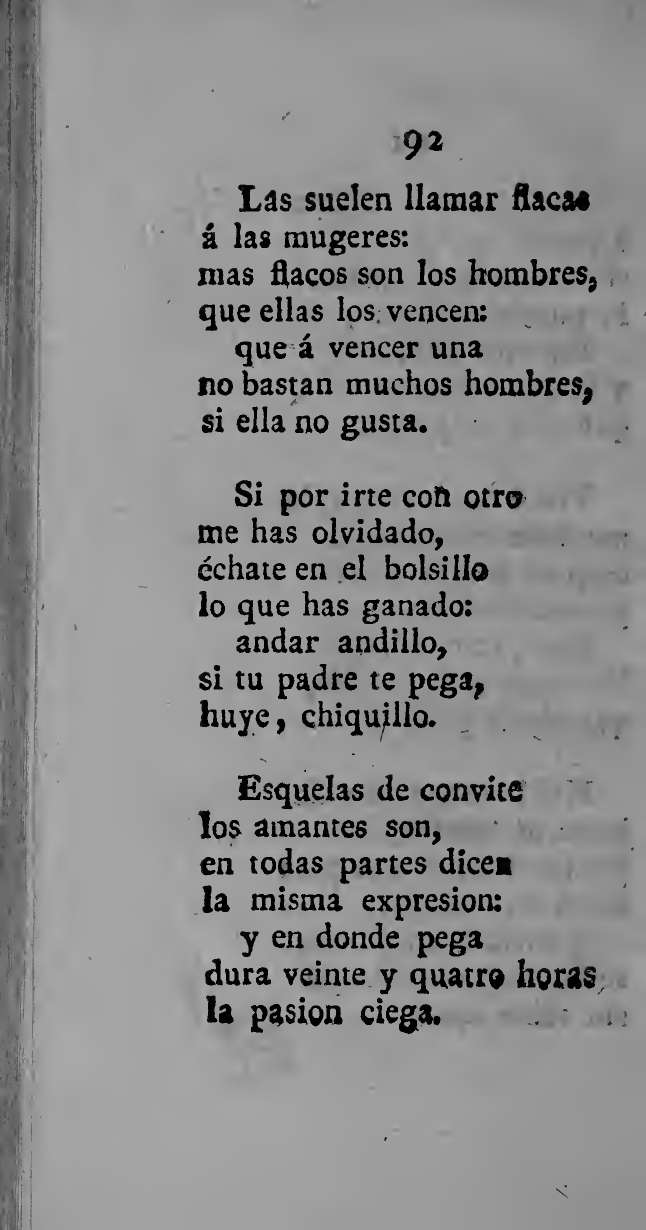 92
Las suelen llamar flacas
á las mugeres:
mas flacos son los hombres,
que ellas los vencen:
que á vencer una
no bastan muchos hombres,
si ella no gusta.
Si por irte con otro
me has olvidado,
échate en el bolsillo
lo que has ganado:
andar andillo,
si tu padre te pega,
huye, chiquillo.
Esquelas de convite
los amantes son,
en todas partes dicen
la misma expresion:
y en donde pega
dura veinte y quatro horas
la pasion ciega.